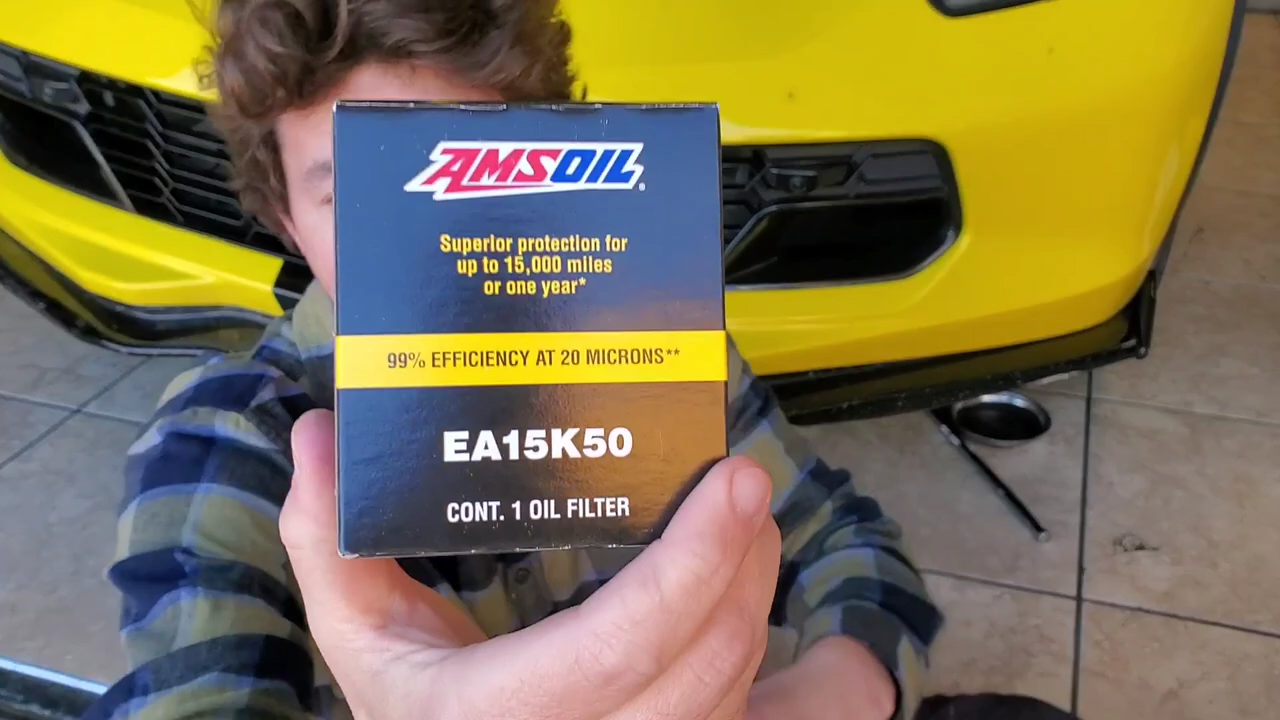 AMSOIL®
Superior protection for
up to 15,000 miles
or one year*
99% EFFICIENCY AT 20 MICRONS**
EA15K50
CONT. 1 OIL FILTER